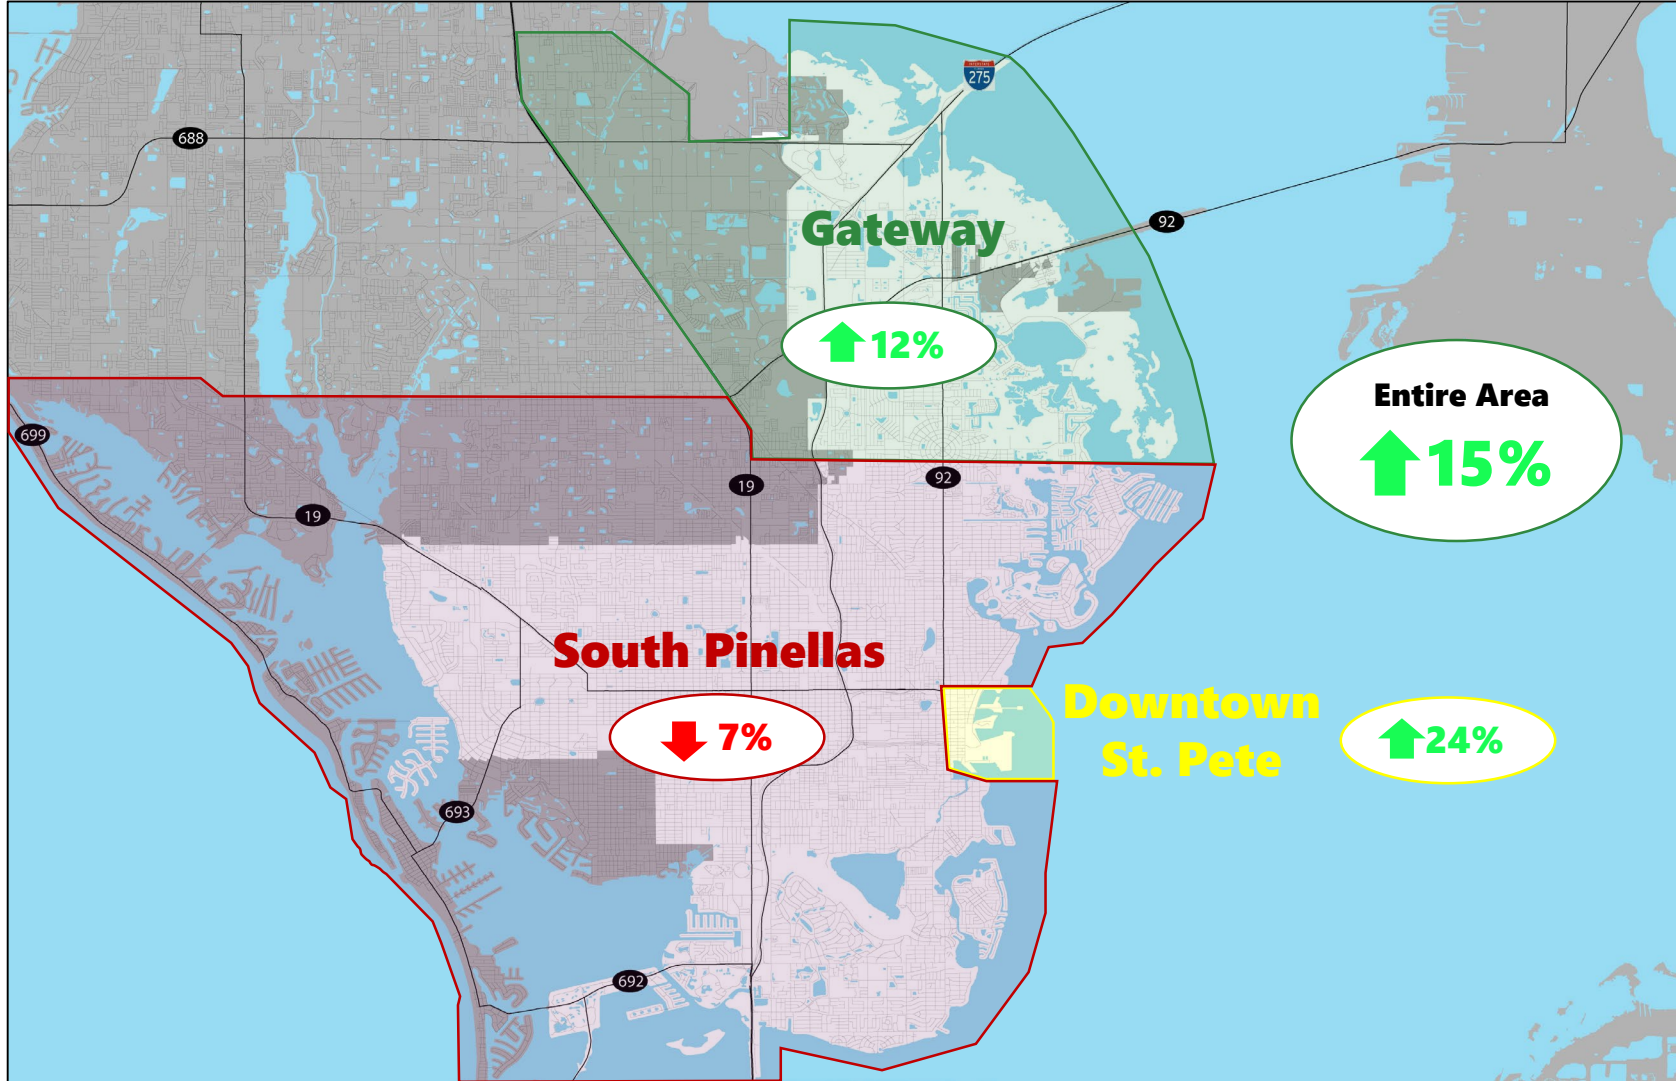 275
688
Gateway
92
12%
Entire Area
15%
699
19
92
19
South Pinellas
7%
Downtown
St. Pete
24%
693
692